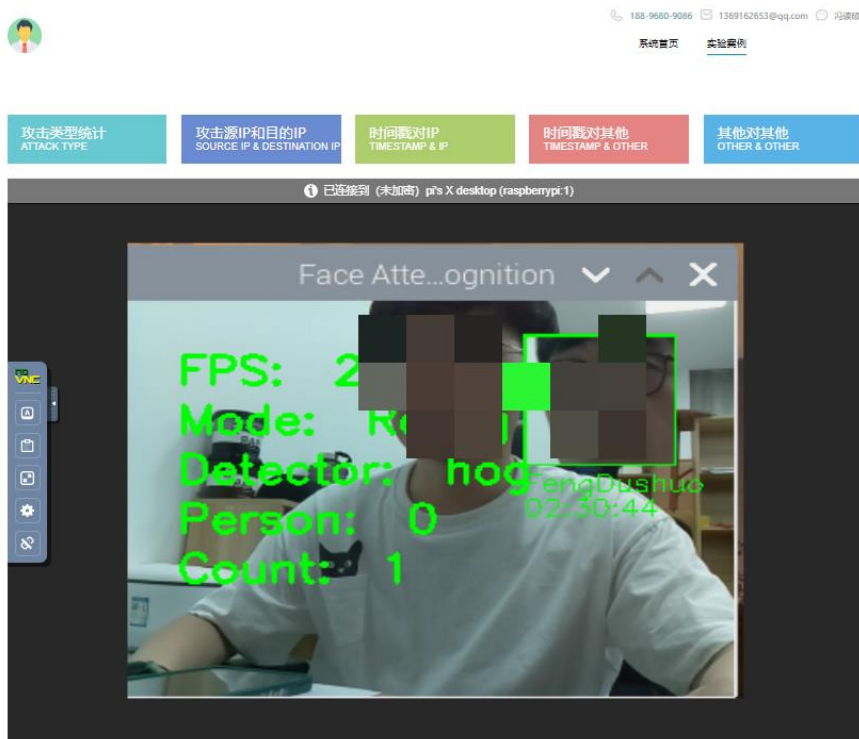 188-9680-9086 1369162653@qq.com
系统首页 实验案例
攻击类型统计
ATTACK TYPE
攻击源IP和目的IP
SOURCE IP & DESTINATION IP
时间戳对IP
TIMESTAMP & IP
时间戳对其他
TIMESTAMP & OTHER
其他对其他
OTHER & OTHER
已连接到（未加密）pi's X desktop (raspberrypi:1)
Face Atte...ognition
no
VNC
A
FPS: 2
Mode:
Detector: hog
Person: 0
Count: 1
FengDushuo
02:30:44